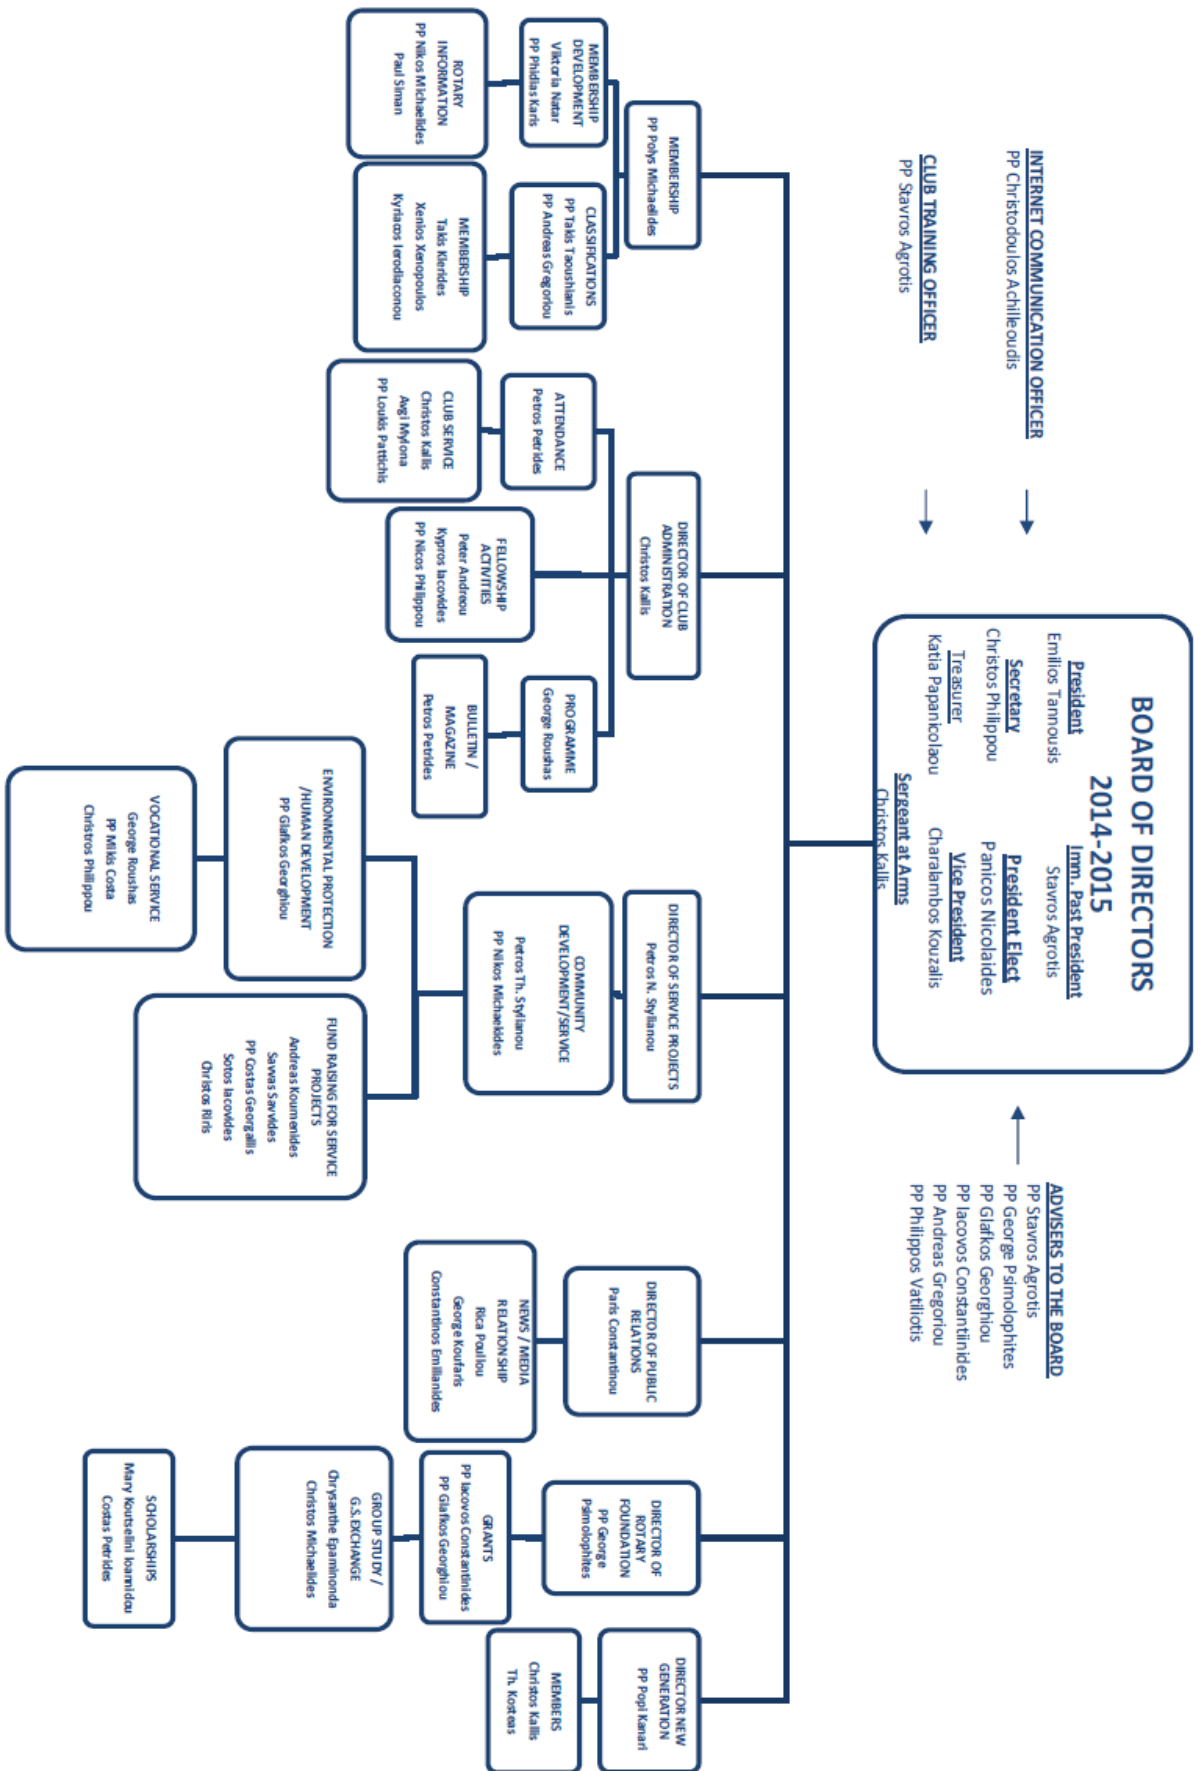 BOARD OF DIRECTORS
2014-2015
President
Emilios Tannousis
Imm. Past President
Stavros Agrotis
Secretary
Christos Philippou
President Elect
Panicos Nicolaides
Treasurer
Katia Papanicolaou
Vice President
Charalambos Kouzalis
Sergeant at Arms
Christos Kallis
INTERNET COMMUNICATION OFFICER
PP Christodoulos Achilleoudis
CLUB TRAINING OFFICER
PP Stavros Agrotis
ADVISERS TO THE BOARD
PP Stavros Agrotis
PP George Psimolophites
PP Glafkos Georghiou
PP Iacovos Constantiinides
PP Andreas Gregoriou
PP Philippos Vatiliotis
MEMBERSHIP
PP Polys Michaelides
MEMBERSHIP
DEVELOPMENT
Viktoria Natar
PP Phidias Karis
ROTARY
INFORMATION
PP Nikos Michaelides
Paul Siman
CLASSIFICATIONS
PP Takis Taoushianis
PP Andreas Gregoriou
MEMBERSHIP
Takis Klerides
Xenios Xenopoulos
Kyriacos Ierodiaconou
DIRECTOR OF CLUB
ADMINISTRATION
Christos Kallis
ATTENDANCE
Petros Petrides
CLUB SERVICE
Christos Kallis
Avgi Mylona
PP Loukis Pattichis
FELLOWSHIP
ACTIVITIES
Peter Andreou
Kypros Iacovides
PP Nicos Philippou
PROGRAMME
George Roushas
BULLETIN /
MAGAZINE
Petros Petrides
DIRECTOR OF SERVICE PROJECTS
Petros N. Stylianou
COMMUNITY
DEVELOPMENT/SERVICE
Petros Th. Stylianou
PP Nikos Michaekides
ENVIRONMENTAL PROTECTION
/HUMAN DEVELOPMENT
PP Glafkos Georghiou
VOCATIONAL SERVICE
George Roushas
PP Mikis Costa
Christros Philippou
FUND RAISING FOR SERVICE
PROJECTS
Andreas Koumenides
Savvas Savvides
PP Costas Georgallis
Sotos Iacovides
Christos Riris
DIRECTOR OF PUBLIC
RELATIONS
Paris Constantinou
NEWS / MEDIA
RELATIONSHIP
Rica Poullou
George Koufaris
Constantinos Emilianides
DIRECTOR OF
ROTARY
FOUNDATION
PP George
Psimolophites
GRANTS
PP Iacovos Constantinides
PP Glafkos Georghiou
GROUP STUDY /
G.S.EXCHANGE
Chrysanthe Epaminonda
Christos Michaelides
SCHOLARSHIPS
Mary Koutselini Ioannidou
Costas Petrides
DIRECTOR NEW
GENERATION
PP Popi Kanari
MEMBERS
Christos Kallis
Th. Kosteas